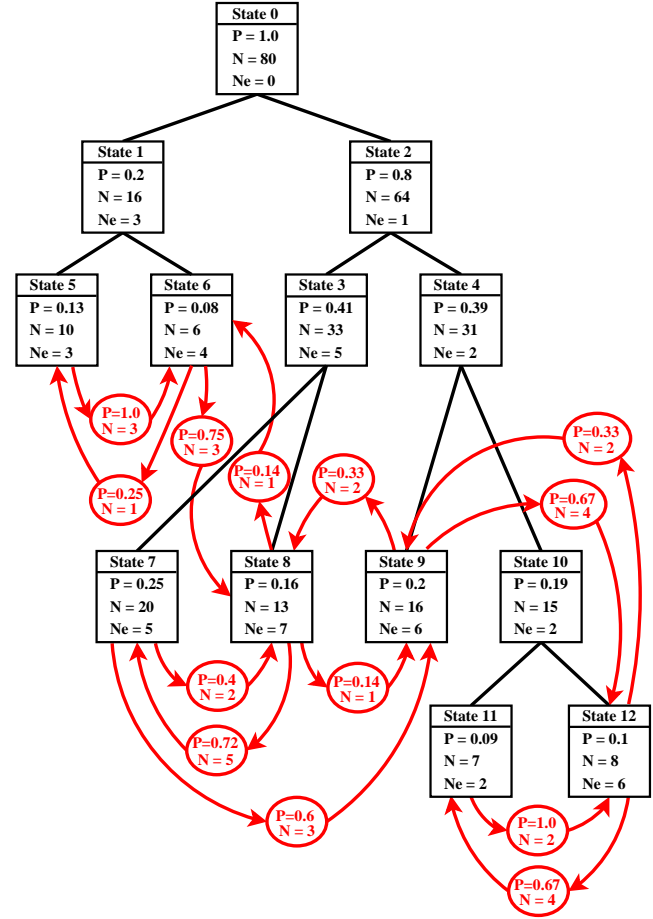 State 0
P = 1.0
N = 80
Ne = 0
State 1
P = 0.2
N = 16
Ne = 3
State 2
P = 0.8
N = 64
Ne = 1
State 5
P = 0.13
N = 10
Ne = 3
State 6
P = 0.08
N = 6
Ne = 4
State 3
P = 0.41
N = 33
Ne = 5
State 4
P = 0.39
N = 31
Ne = 2
P=1.0
N = 3
P=0.75
N = 3
P=0.25
N = 1
P=0.14
N = 1
P=0.33
N = 2
P=0.33
N = 2
P=0.67
N = 4
State 7
P = 0.25
N = 20
Ne = 5
State 8
P = 0.16
N = 13
Ne = 7
State 9
P = 0.2
N = 16
Ne = 6
State 10
P = 0.19
N = 15
Ne = 2
P=0.4
N = 2
P=0.14
N = 1
P=0.72
N = 5
P=0.6
N = 3
State 11
P = 0.09
N = 7
Ne = 2
State 12
P = 0.1
N = 8
Ne = 6
P=1.0
N = 2
P=0.67
N = 4